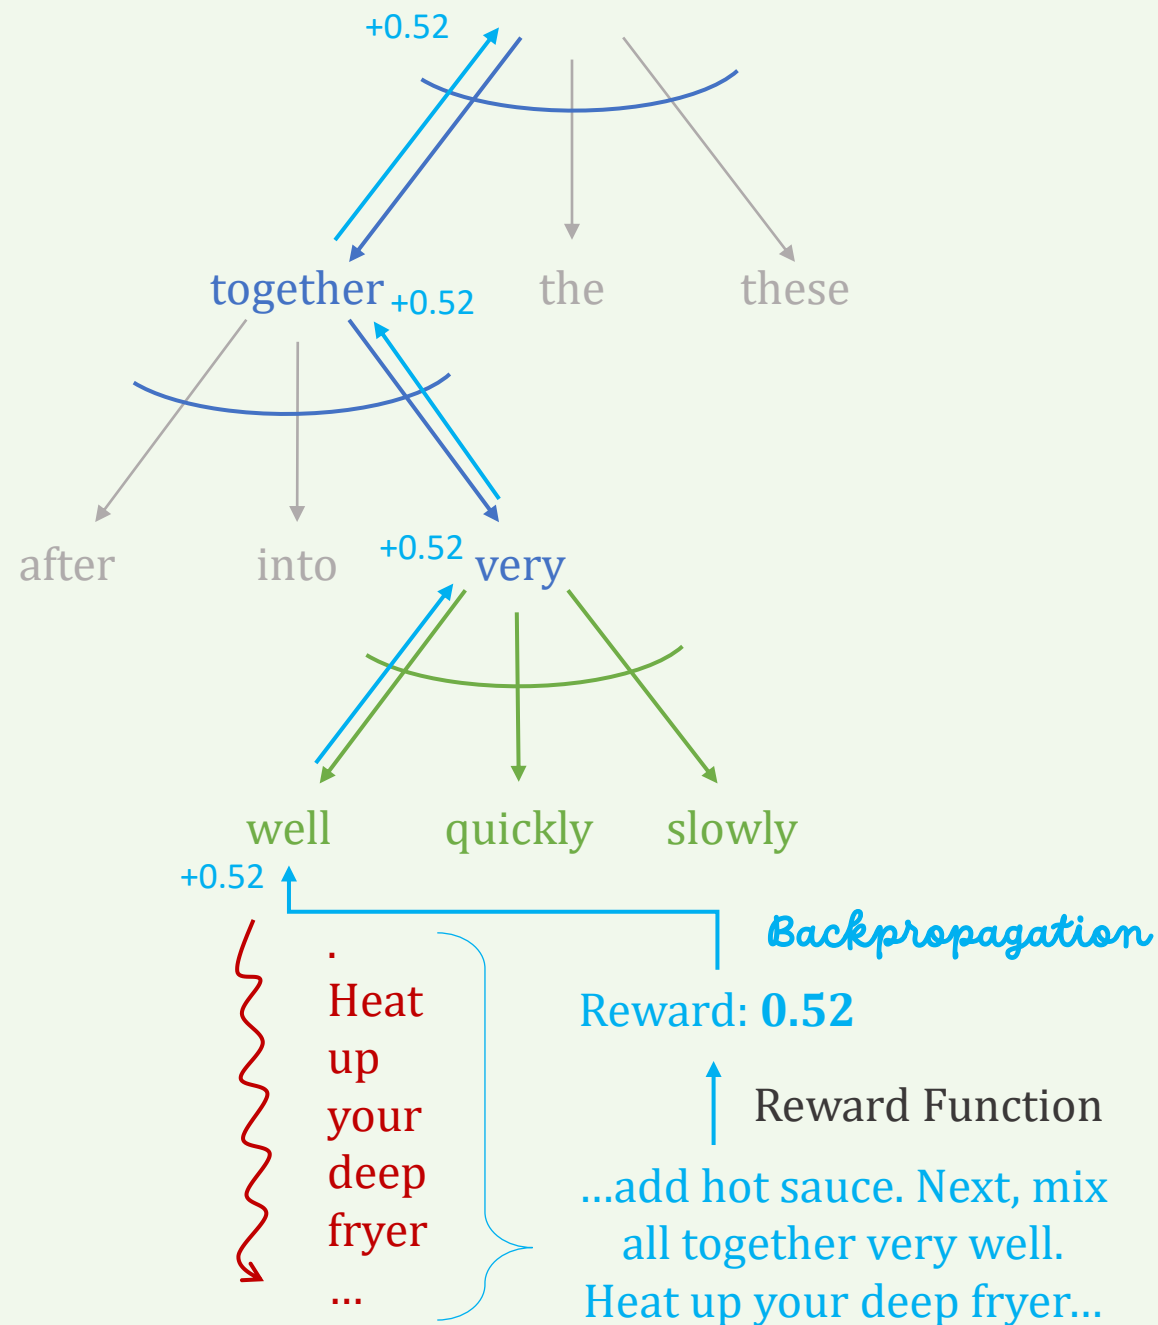 +0.52
together
+0.52
the
these
after
into
+0.52
very
well
quickly
slowly
+0.52
Backpropagation
.
Heat
up
your
deep
fryer
...
Reward: 0.52
Reward Function
...add hot sauce. Next, mix
all together very well.
Heat up your deep fryer...